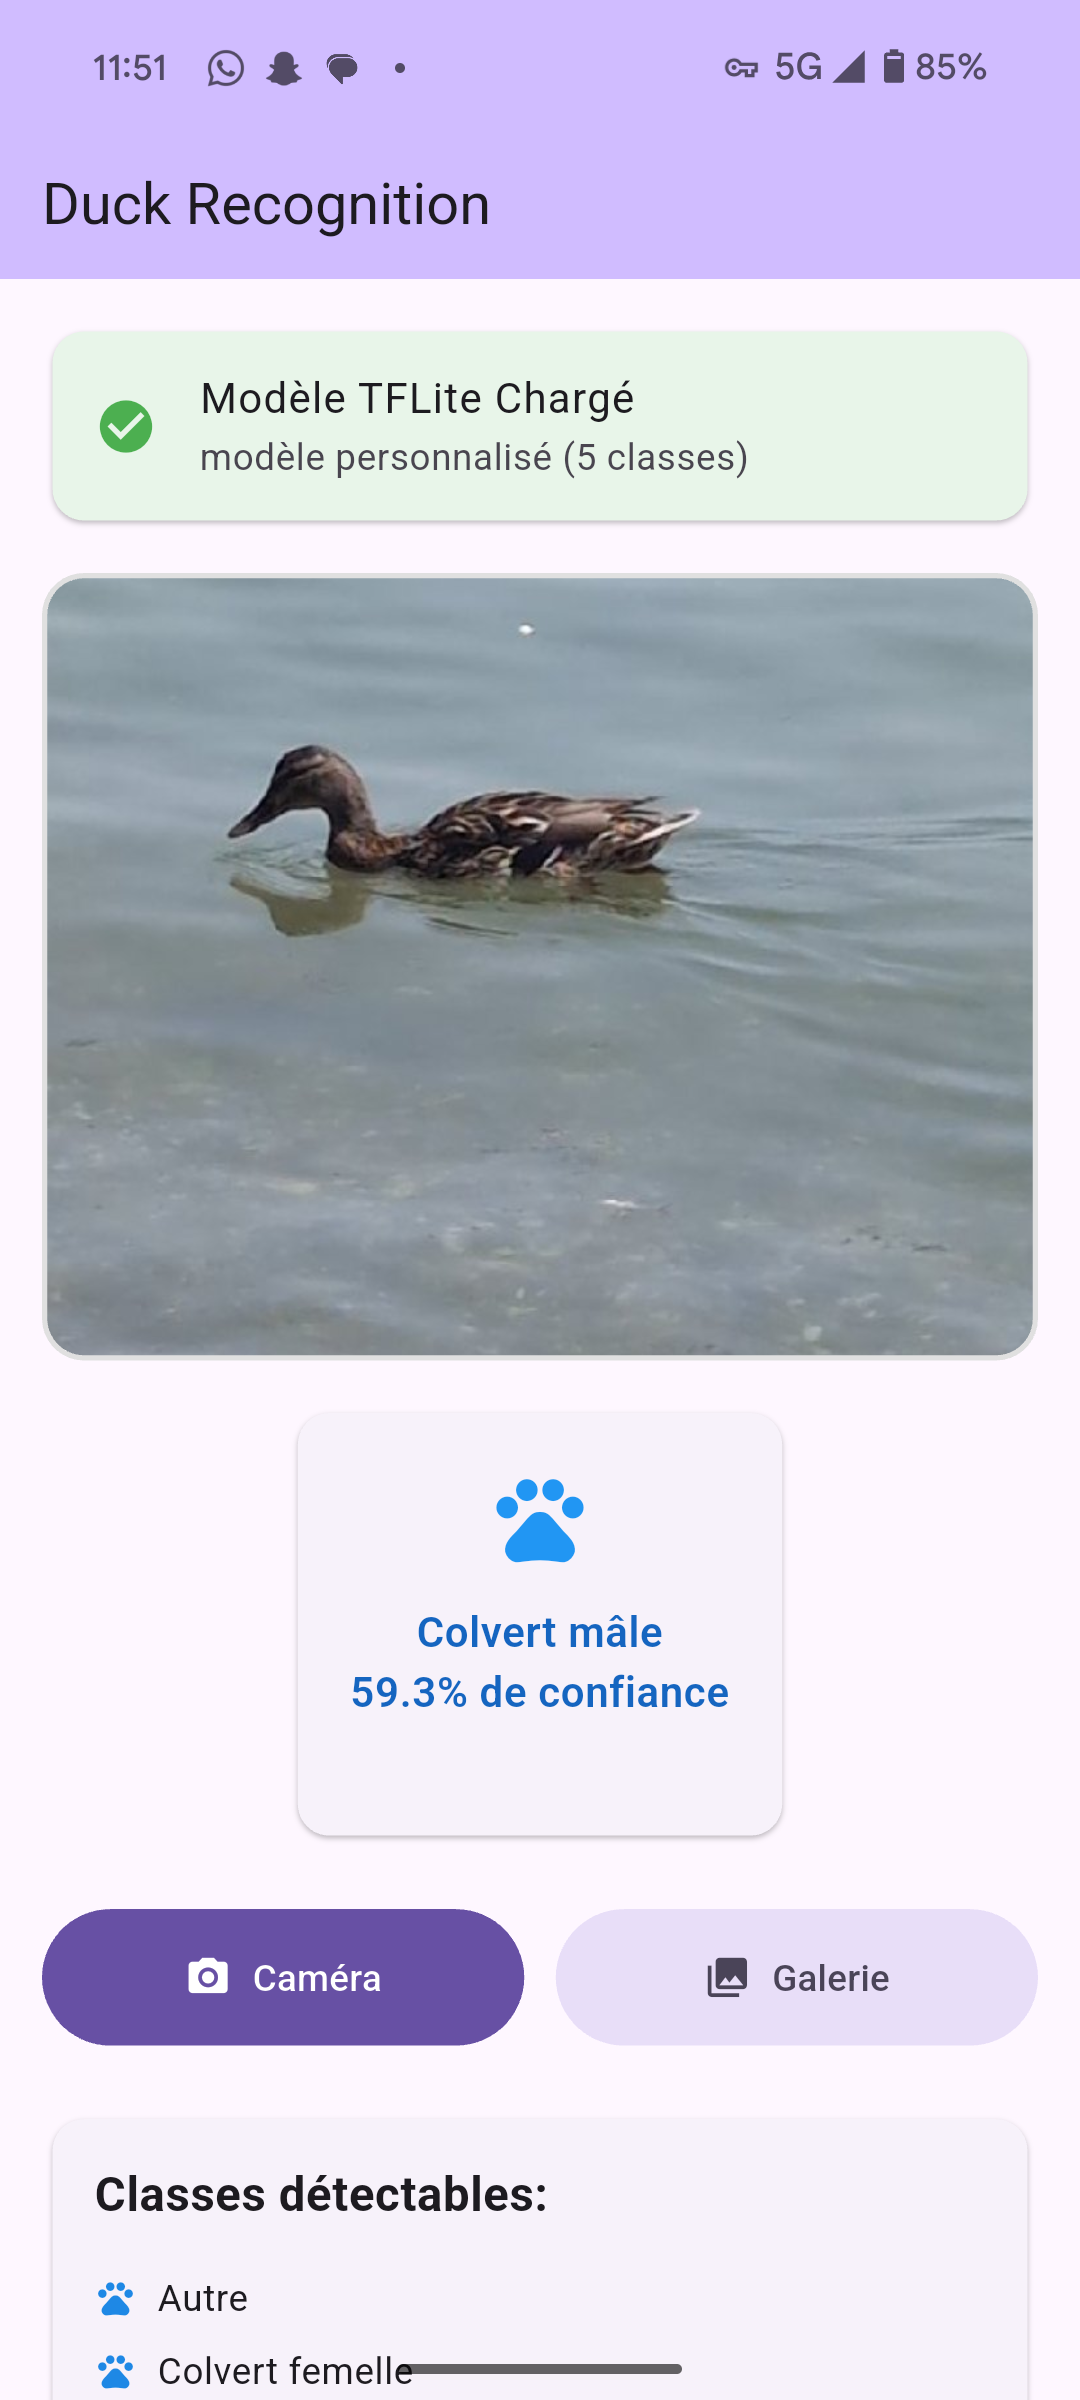 11:51 5G 85%
Duck Recognition
Modèle TFLite Chargé
modèle personnalisé (5 classes)
Colvert mâle
59.3% de confiance
Caméra Galerie
Classes détectables:
Autre
Colvert femelle